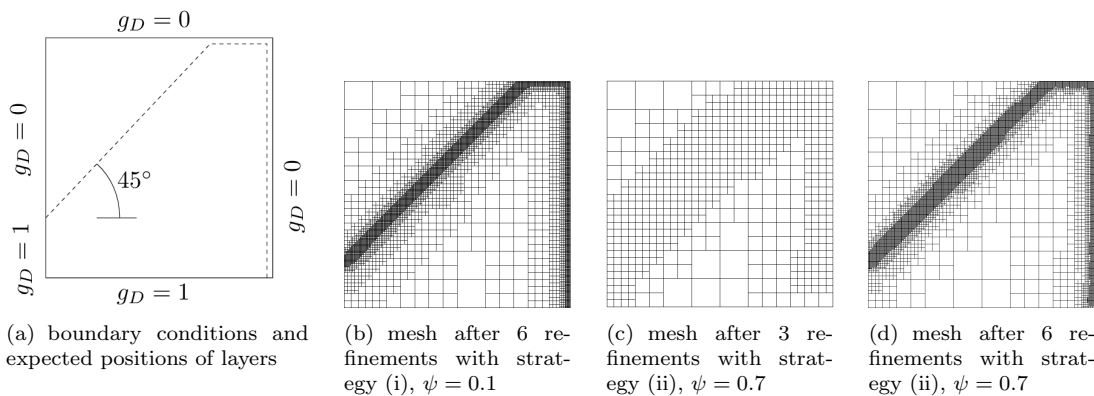 g_D = 0
g_D = 0
45°
g_D = 0
g_D = 1
g_D = 1
(a) boundary conditions and
expected positions of layers
(b) mesh after 6 re-
finements with strat-
egy (i), ψ = 0.1
(c) mesh after 3 re-
finements with strat-
egy (ii), ψ = 0.7
(d) mesh after 6 re-
finements with strat-
egy (ii), ψ = 0.7